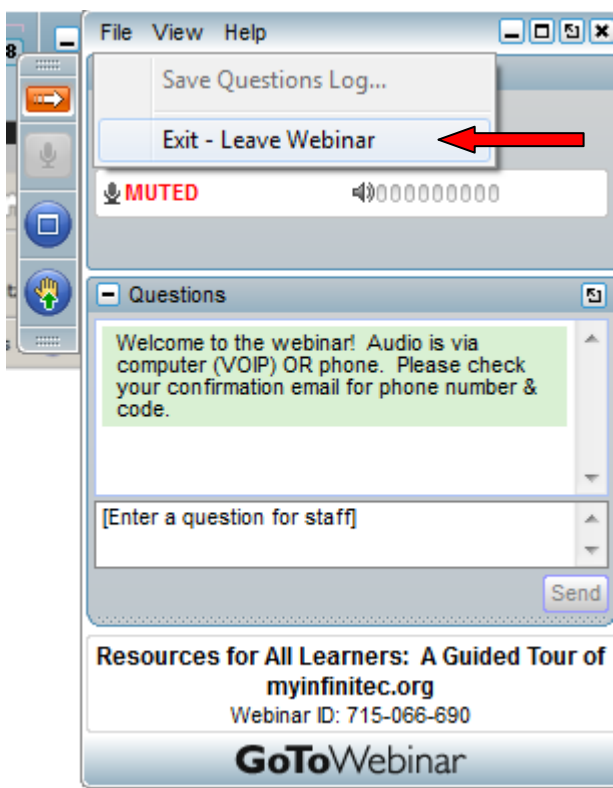 8
File View Help
Save Questions Log...
Exit - Leave Webinar
MUTED
000000000
Questions
Welcome to the webinar! Audio is via
computer (VOIP) OR phone. Please check
your confirmation email for phone number &
code.
[Enter a question for staff]
Send
Resources for All Learners: A Guided Tour of
myinfinitec.org
Webinar ID: 715-066-690
GoToWebinar